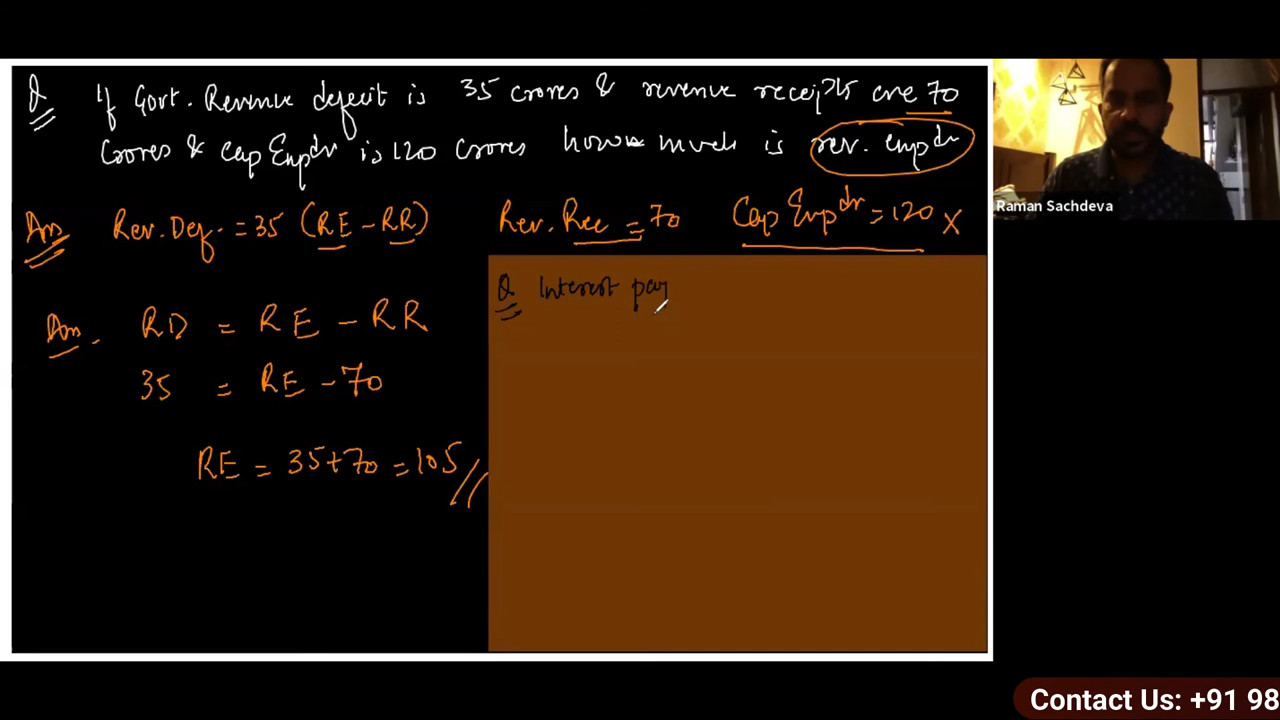 Q If Govt. Revenue deficit is 35 crores & revenue receipts are 70
Crores & Cap Expdr is 120 Crores how much is rev. expdr
Ans Rev. Def. = 35 (RE - RR) Rev. Rec = 70 Cap Expdr = 120 X
Ans. RD = RE - RR
35 = RE - 70
RE = 35 + 70 = 105 //
Q Interest pay
Raman Sachdeva
Contact Us: +91 98